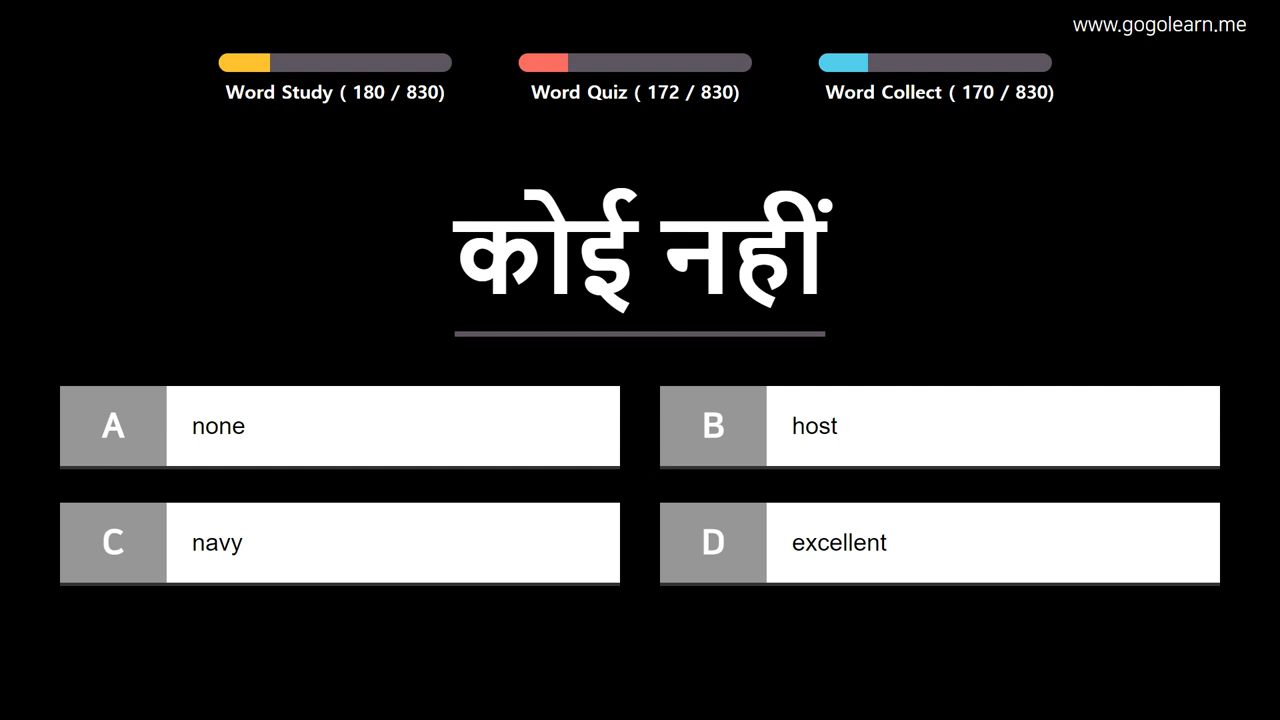 www.gogolearn.me
Word Study ( 180 / 830)
Word Quiz ( 172 / 830)
Word Collect ( 170 / 830)
कोई नहीं
A none
B host
C navy
D excellent